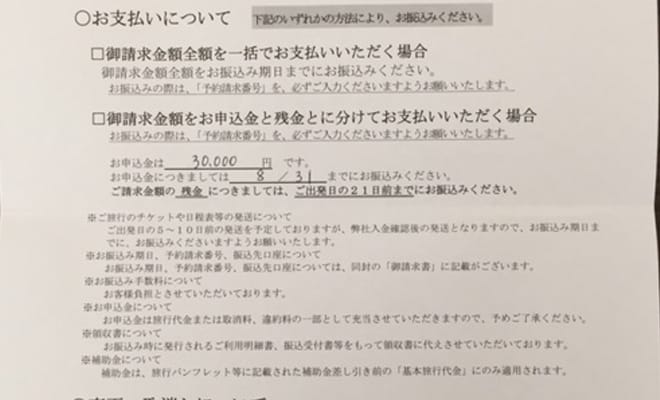 ○お支払いについて 下記のいずれかの方法により、お振込みください。
□御請求金額全額を一括でお支払いいただく場合
御請求金額全額をお振込み期日までにお振込みください。
お振込みの際は、「予約請求番号」を、必ずご入力くださいますようお願いいたします。
□御請求金額をお申込金と残金とに分けてお支払いいただく場合
お振込みの際は、「予約請求番号」を、必ずご入力くださいますようお願いいたします。
お申込金は 30,000 円 です。
お申込金につきましては 8 / 31 までにお振込みください。
ご請求金額の 残金 につきましては、ご出発日の21日前までにお振込みください。
※ご旅行のチケットや日程表等の発送について
ご出発日の5～10日前の発送を予定しておりますが、弊社入金確認後の発送となりますので、お振込み期日ま
でに、お振込みくださいますようお願いいたします。
※お振込み期日、予約請求番号、振込先口座について
お振込み期日、予約請求番号、振込先口座については、同封の「御請求書」に記載がございます。
※お振込み手数料について
お客様負担とさせていただいております。
※お申込金について
お申込金は旅行代金または取消料、違約料の一部として充当させていただきますので、予めご了承ください。
※領収書について
お振込み時に発行されるご利用明細書、振込受付書等をもって領収書に代えさせていただいております。
※補助金について
補助金は、旅行パンフレット等に記載された補助金差し引き前の「基本旅行代金」にのみ適用されます。